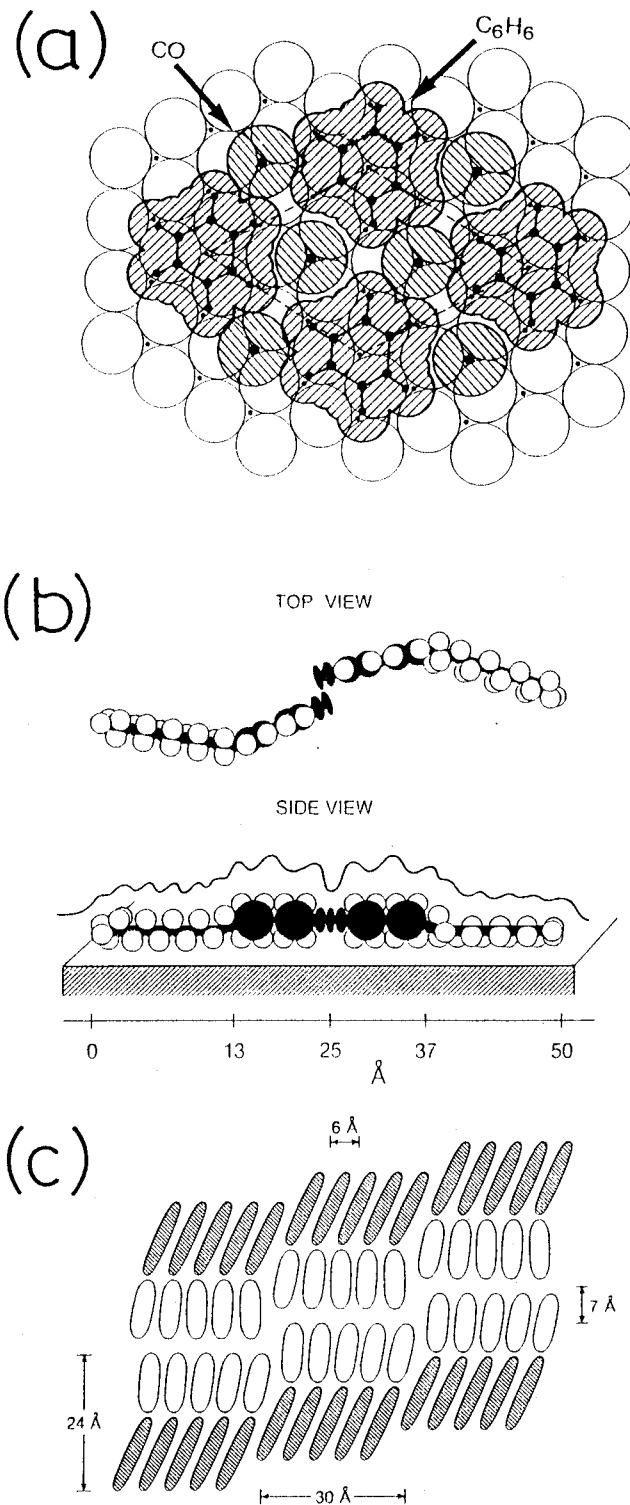 (a)
CO
C₆H₆
(b)
TOP VIEW
SIDE VIEW
0 13 25 37 50
Å
(c)
6 Å
7 Å
24 Å
30 Å